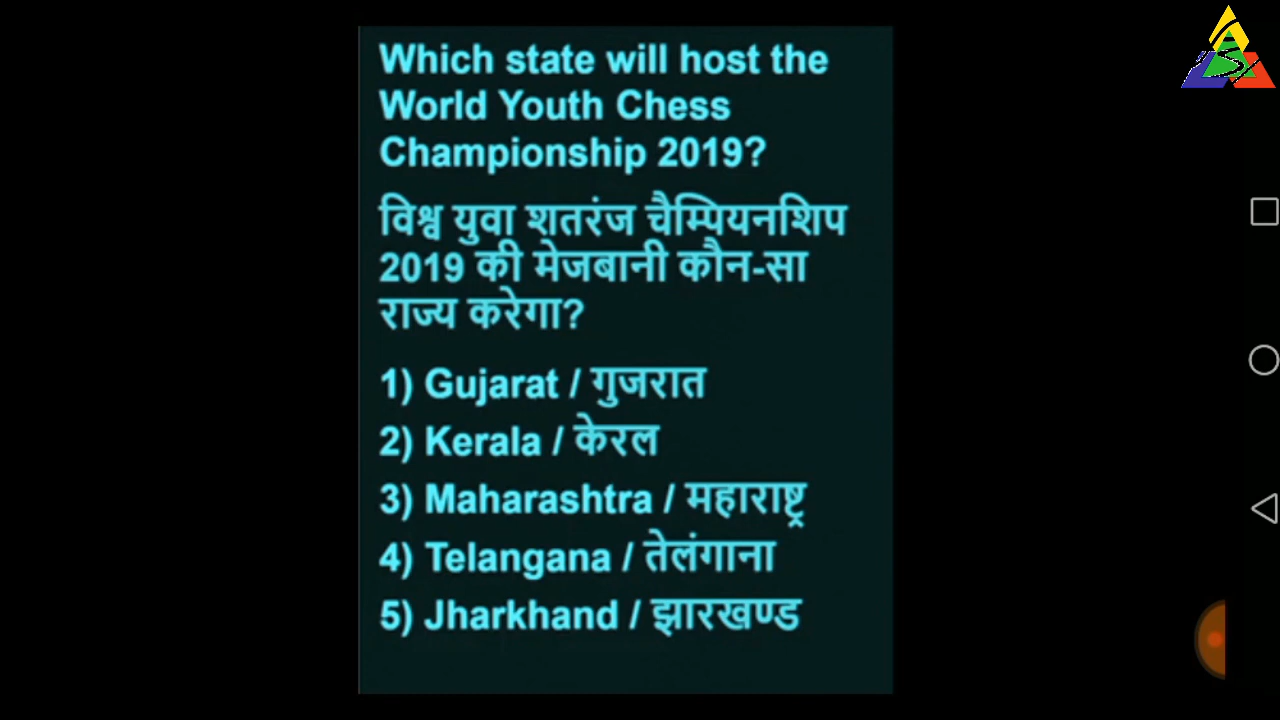 Which state will host the
World Youth Chess
Championship 2019?
विश्व युवा शतरंज चैम्पियनशिप
2019 की मेजबानी कौन-सा
राज्य करेगा?
1) Gujarat / गुजरात
2) Kerala / केरल
3) Maharashtra / महाराष्ट्र
4) Telangana / तेलंगाना
5) Jharkhand / झारखण्ड